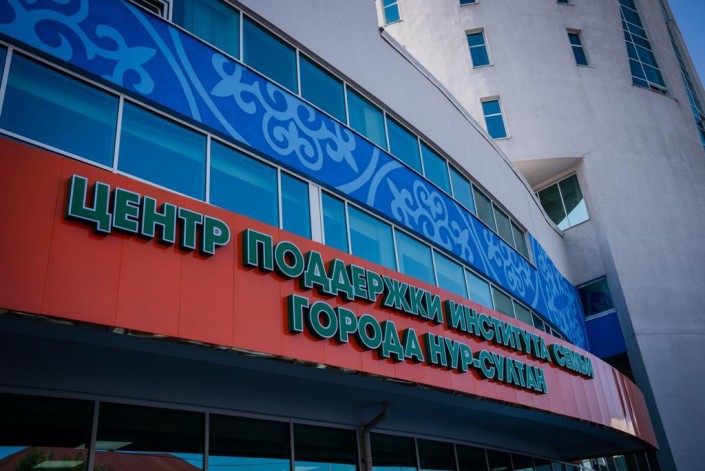 ЦЕНТР ПОДДЕРЖКИ ИНСТИТУТА СЕМЬИ
ГОРОДА НУР-СУЛТАН